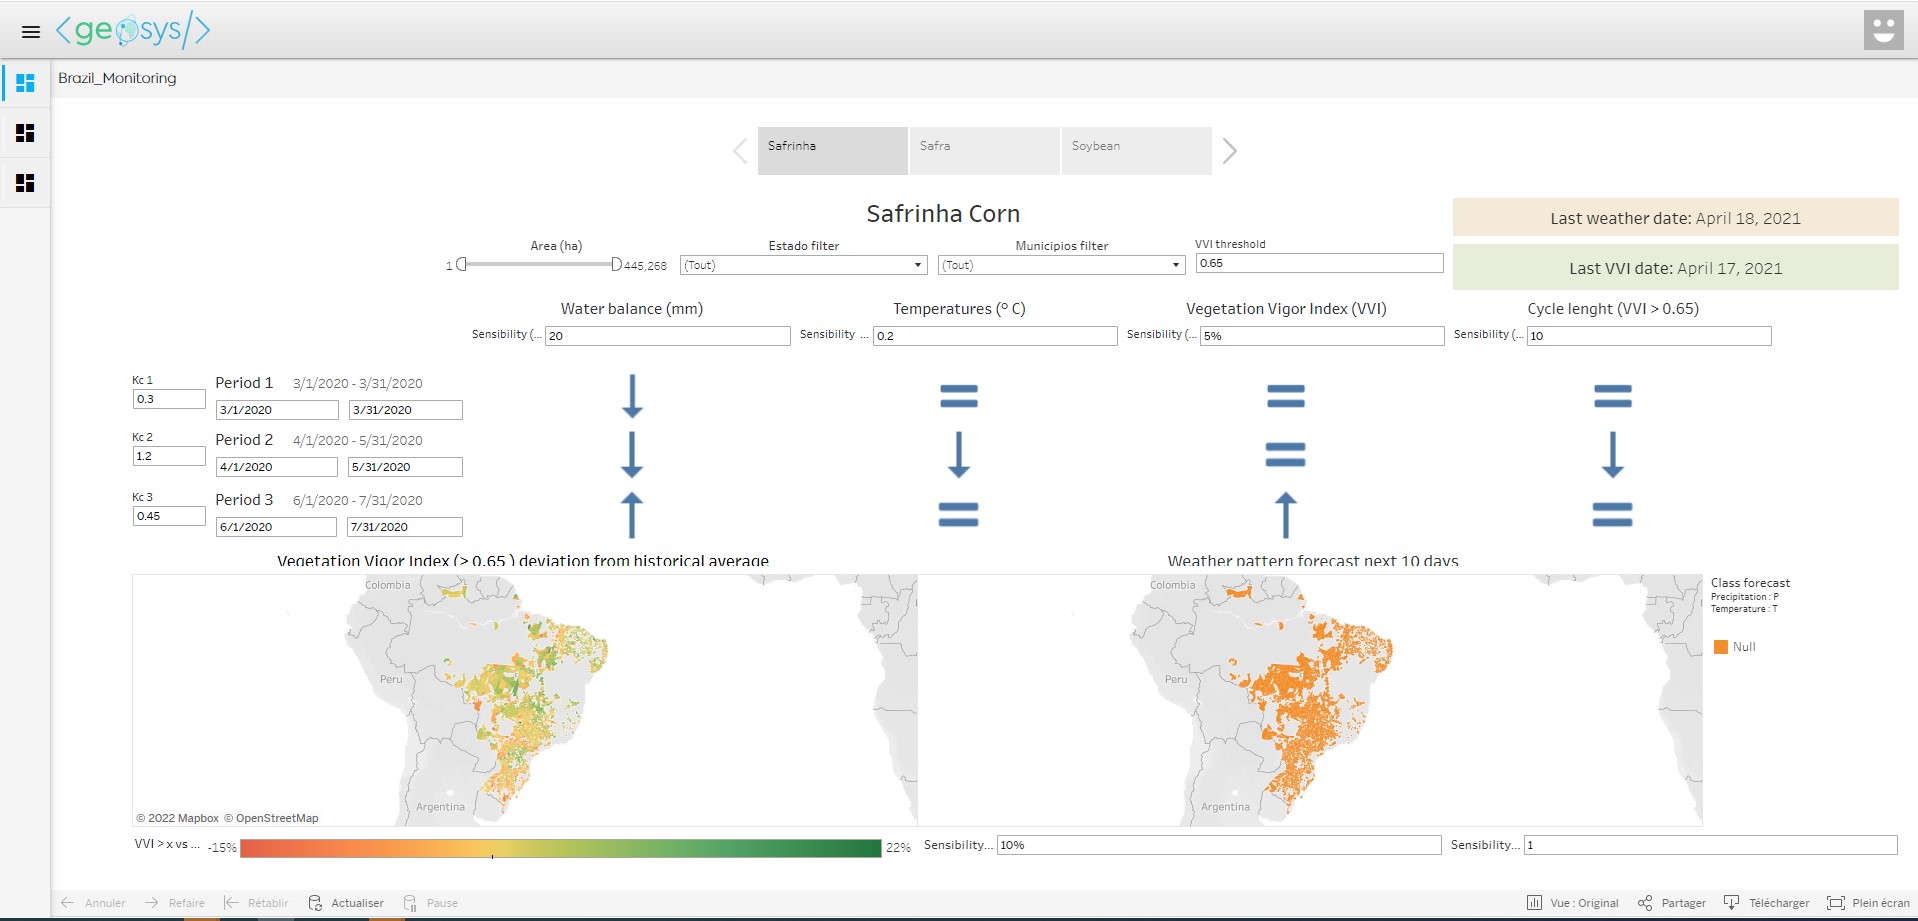 <geosys/>
Brazil_Monitoring
Safrinha
Safra
Soybean
Safrinha Corn
Last weather date: April 18, 2021
Last VVI date: April 17, 2021
Area (ha)
1
445,268
Estado filter
(Tout)
Municipios filter
(Tout)
VVI threshold
0.65
Water balance (mm)
Temperatures (° C)
Vegetation Vigor Index (VVI)
Cycle lenght (VVI > 0.65)
Sensibility (...
20
Sensibility ...
0.2
Sensibility (...
5%
Sensibility (...
10
Kc 1
0.3
Period 1 3/1/2020 - 3/31/2020
3/1/2020
3/31/2020
Kc 2
1.2
Period 2 4/1/2020 - 5/31/2020
4/1/2020
5/31/2020
Kc 3
0.45
Period 3 6/1/2020 - 7/31/2020
6/1/2020
7/31/2020
Vegetation Vigor Index (> 0.65 ) deviation from historical average
Weather pattern forecast next 10 days
Colombia
Peru
Argentina
© 2022 Mapbox © OpenStreetMap
Colombia
Peru
Argentina
Class forecast
Precipitation : P
Temperature : T
Null
VVI > x vs ...
-15%
22%
Sensibility...
10%
Sensibility...
1
Annuler
Refaire
Rétablir
Actualiser
Pause
Vue : Original
Partager
Télécharger
Plein écran